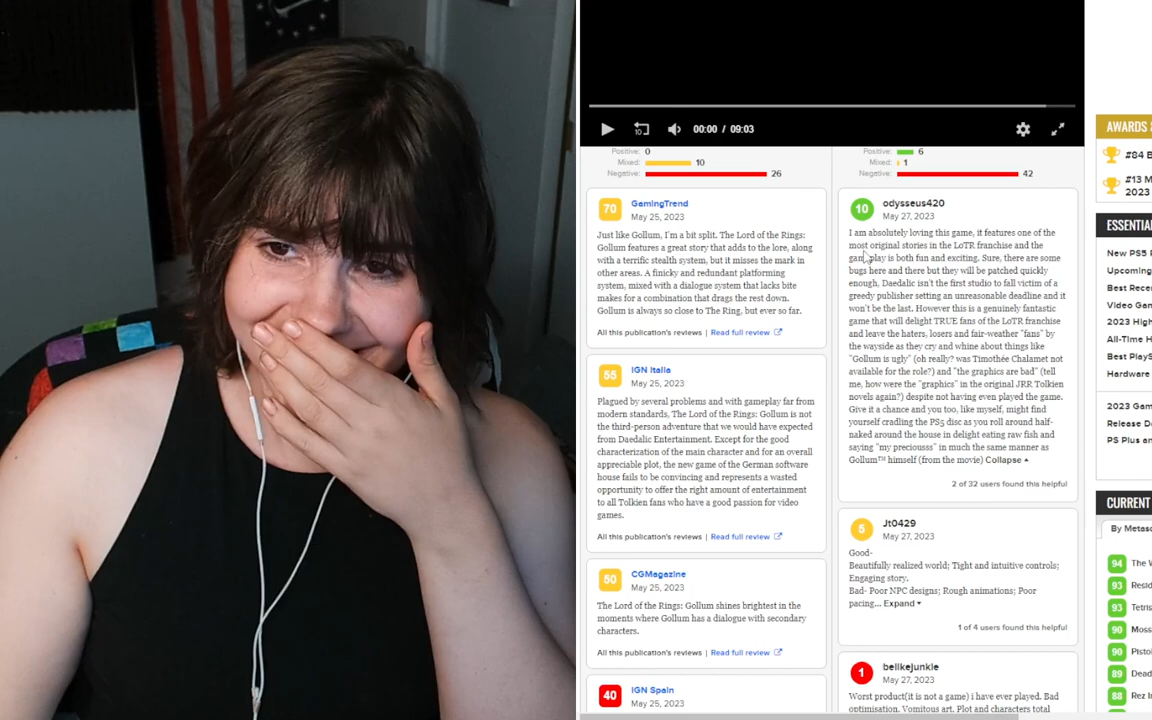 00:00 / 09:03
10
Positive: 0
Mixed: 10
Negative: 26
70
GamingTrend
May 25, 2023
Just like Gollum, I'm a bit split. The Lord of the Rings:
Gollum features a great story that adds to the lore, along
with a terrific stealth system, but it misses the mark in
other areas. A finicky and redundant platforming
system, mixed with a dialogue system that lacks bite
makes for a combination that drags the rest down.
Gollum is always so close to The Ring, but ever so far.
All this publication's reviews | Read full review
55
IGN Italia
May 25, 2023
Plagued by several problems and with gameplay far from
modern standards, The Lord of the Rings: Gollum is not
the third-person adventure that we would have expected
from Daedalic Entertainment. Except for the good
characterization of the main character and for an overall
appreciable plot, the new game of the German software
house fails to be convincing and represents a wasted
opportunity to offer the right amount of entertainment
to all Tolkien fans who have a good passion for video
games.
All this publication's reviews | Read full review
50
CGMagazine
May 25, 2023
The Lord of the Rings: Gollum shines brightest in the
moments where Gollum has a dialogue with secondary
characters.
All this publication's reviews | Read full review
40
IGN Spain
May 25, 2023
Positive: 6
Mixed: 1
Negative: 42
10
odysseus420
May 27, 2023
I am absolutely loving this game, it features one of the
most original stories in the LoTR franchise and the
gameplay is both fun and exciting. Sure, there are some
bugs here and there but they will be patched quickly
enough, Daedalic isn't the first studio to fall victim of a
greedy publisher setting an unreasonable deadline and it
won't be the last. However this is a genuinely fantastic
game that will delight TRUE fans of the LoTR franchise
and leave the haters, losers and fair-weather "fans" by
the wayside as they cry and whine about things like
"Gollum is ugly" (oh really? was Timothée Chalamet not
available for the role?) and "the graphics are bad" (tell
me, how were the "graphics" in the original JRR Tolkien
novels again?) despite not having even played the game.
Give it a chance and you too, like myself, might find
yourself cradling the PS5 disc as you roll around half-
naked around the house in delight eating raw fish and
saying "my preciousss" in much the same manner as
Gollum™ himself (from the movie) Collapse
2 of 32 users found this helpful
5
Jt0429
May 27, 2023
Good-
Beautifully realized world; Tight and intuitive controls;
Engaging story.
Bad- Poor NPC designs; Rough animations; Poor
pacing... Expand
1 of 4 users found this helpful
1
bellkejunkie
May 27, 2023
Worst product(it is not a game) i have ever played. Bad
optimisation. Vomitous art. Plot and characters total
AWARDS
#84 B
#13 M
2023
ESSENTIA
New PS5
Upcoming
Best Rece
Video Gam
2023 High
All-Time H
Best PlayS
Hardware
2023 Gam
Release Da
PS Plus an
CURRENT
By Metasc
94 The W
93 Resid
93 Tetris
90 Moss
90 Pistol
89 Dead
88 Rez In